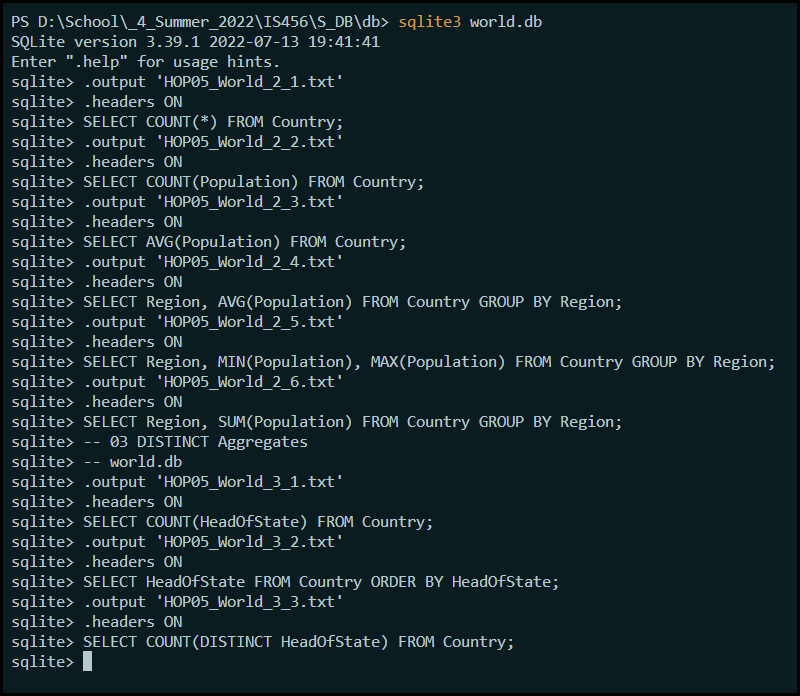 PS D:\School\_4_Summer_2022\IS456\S_DB\db> sqlite3 world.db
SQLite version 3.39.1 2022-07-13 19:41:41
Enter ".help" for usage hints.
sqlite> .output 'HOP05_World_2_1.txt'
sqlite> .headers ON
sqlite> SELECT COUNT(*) FROM Country;
sqlite> .output 'HOP05_World_2_2.txt'
sqlite> .headers ON
sqlite> SELECT COUNT(Population) FROM Country;
sqlite> .output 'HOP05_World_2_3.txt'
sqlite> .headers ON
sqlite> SELECT AVG(Population) FROM Country;
sqlite> .output 'HOP05_World_2_4.txt'
sqlite> .headers ON
sqlite> SELECT Region, AVG(Population) FROM Country GROUP BY Region;
sqlite> .output 'HOP05_World_2_5.txt'
sqlite> .headers ON
sqlite> SELECT Region, MIN(Population), MAX(Population) FROM Country GROUP BY Region;
sqlite> .output 'HOP05_World_2_6.txt'
sqlite> .headers ON
sqlite> SELECT Region, SUM(Population) FROM Country GROUP BY Region;
sqlite> -- 03 DISTINCT Aggregates
sqlite> -- world.db
sqlite> .output 'HOP05_World_3_1.txt'
sqlite> .headers ON
sqlite> SELECT COUNT(HeadOfState) FROM Country;
sqlite> .output 'HOP05_World_3_2.txt'
sqlite> .headers ON
sqlite> SELECT HeadOfState FROM Country ORDER BY HeadOfState;
sqlite> .output 'HOP05_World_3_3.txt'
sqlite> .headers ON
sqlite> SELECT COUNT(DISTINCT HeadOfState) FROM Country;
sqlite>